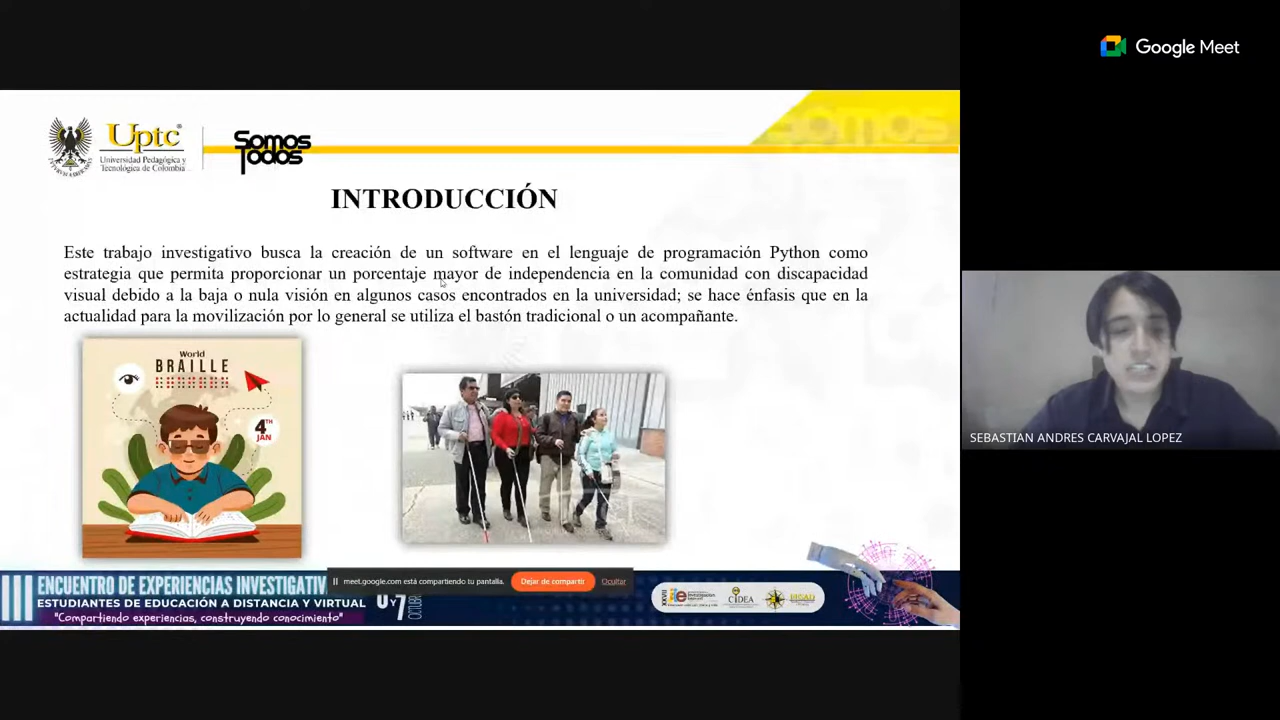 Google Meet
Somos
Uptc
Universidad Pedagógica y
Tecnológica de Colombia
Somos
Todos
INTRODUCCIÓN
Este trabajo investigativo busca la creación de un software en el lenguaje de programación Python como
estrategia que permita proporcionar un porcentaje mayor de independencia en la comunidad con discapacidad
visual debido a la baja o nula visión en algunos casos encontrados en la universidad; se hace énfasis que en la
actualidad para la movilización por lo general se utiliza el bastón tradicional o un acompañante.
World
BRAILLE
4TH
JAN
SEBASTIAN ANDRES CARVAJAL LOPEZ
III ENCUENTRO DE EXPERIENCIAS INVESTIGATIV
ESTUDIANTES DE EDUCACIÓN A DISTANCIA Y VIRTUAL
"Compartiendo experiencias, construyendo conocimiento"
meet.google.com está compartiendo tu pantalla.
Dejar de compartir
Ocultar
6 Y 7
CIDEA